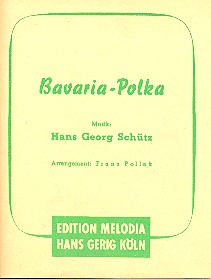 Bavaria-Polka
Musik:
Hans Georg Schütz
Arrangement: Franz Pollak
EDITION MELODIA
HANS GERIG KÖLN